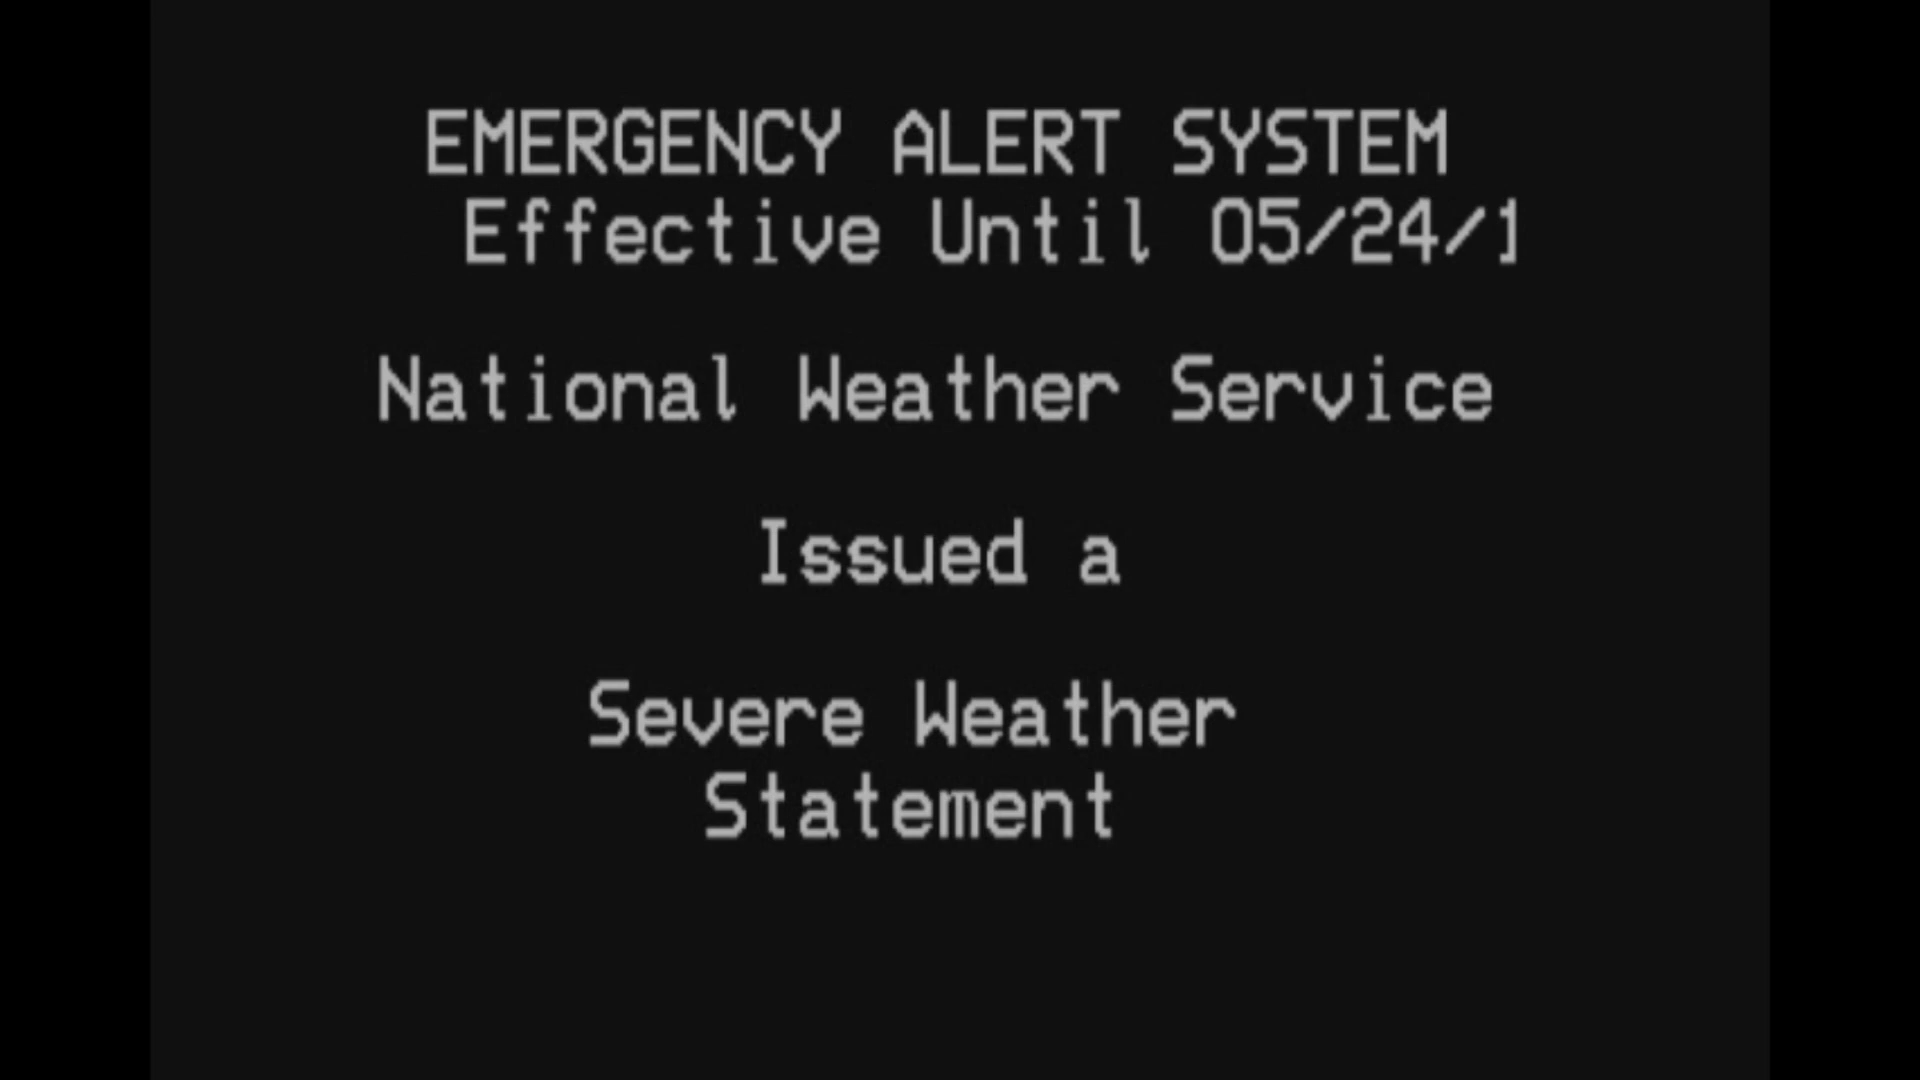 EMERGENCY ALERT SYSTEM
Effective Until 05/24/1
National Weather Service
Issued a
Severe Weather
Statement